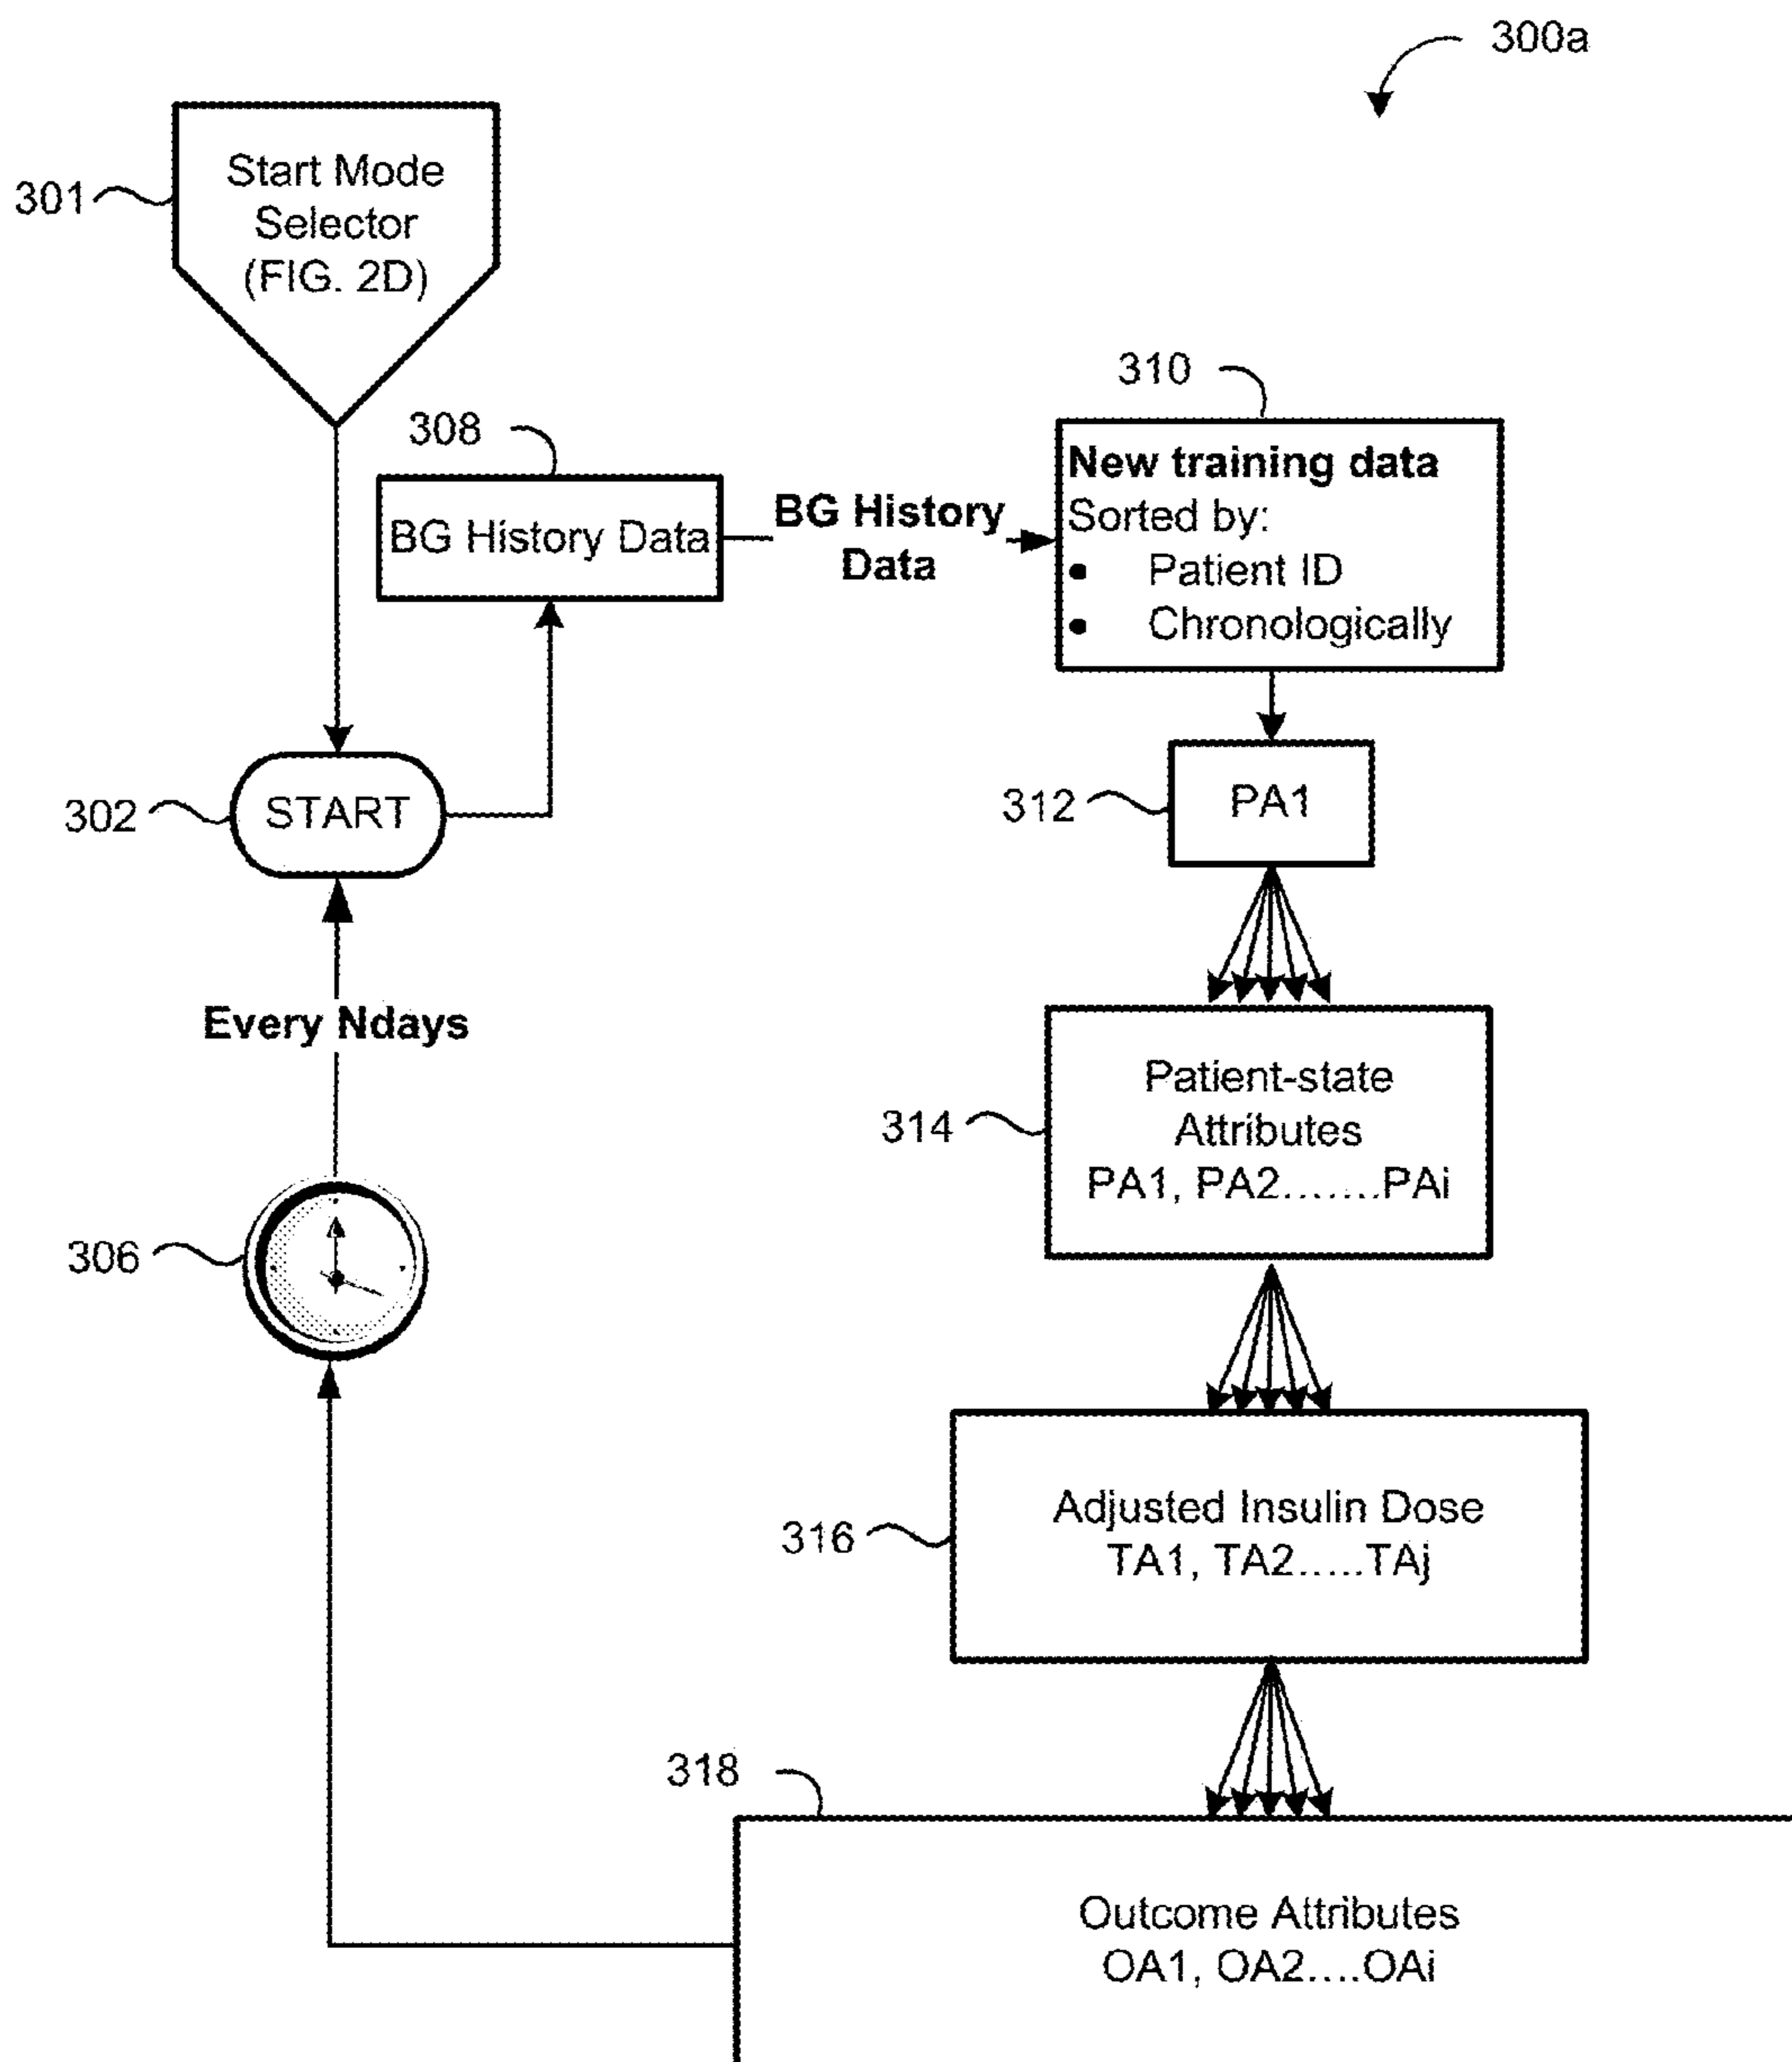 300a
301
Start Mode
Selector
(FIG. 2D)
308
BG History Data
BG History
Data
310
New training data
Sorted by:
• Patient ID
• Chronologically
302
START
312
PA1
Every Ndays
314
Patient-state
Attributes
PA1, PA2.......PAi
306
316
Adjusted Insulin Dose
TA1, TA2.....TAj
318
Outcome Attributes
OA1, OA2....OAi